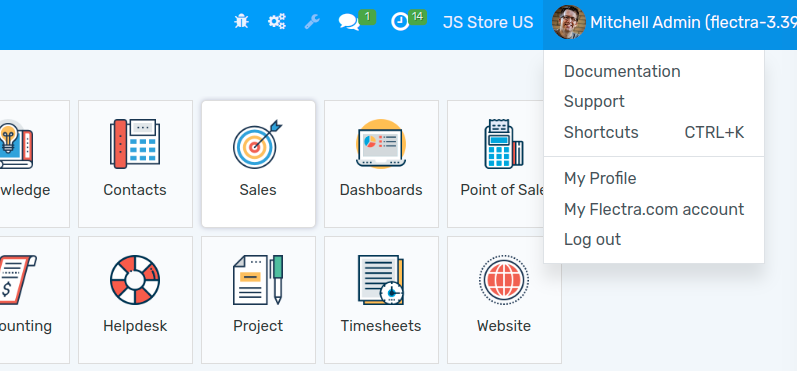 1
14
JS Store US
Mitchell Admin (flectra-3.39
Documentation
Support
Shortcuts CTRL+K
My Profile
My Flectra.com account
Log out
wledge
Contacts
Sales
Dashboards
Point of Sale
ounting
Helpdesk
Project
Timesheets
Website